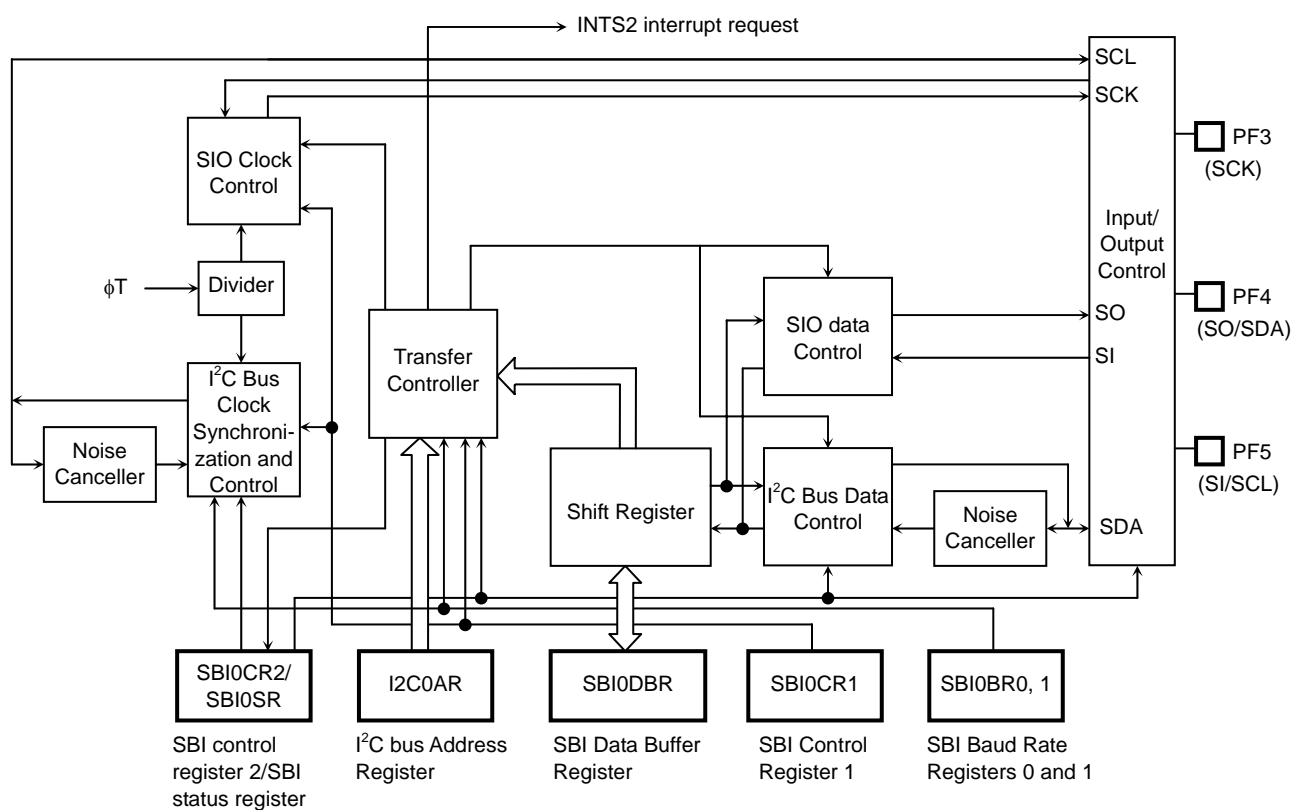 INTS2 interrupt request
SCL
SCK
PF3
(SCK)
SIO Clock
Control
Input/
Output
Control
ϕT
Divider
PF4
(SO/SDA)
SO
SI
SIO data
Control
Transfer
Controller
I²C Bus
Clock
Synchroni-
zation and
Control
Noise
Canceller
PF5
(SI/SCL)
Shift Register
I²C Bus Data
Control
Noise
Canceller
SDA
SBI0CR2/
SBI0SR
I2C0AR
SBI0DBR
SBI0CR1
SBI0BR0, 1
SBI control
register 2/SBI
status register
I²C bus Address
Register
SBI Data Buffer
Register
SBI Control
Register 1
SBI Baud Rate
Registers 0 and 1